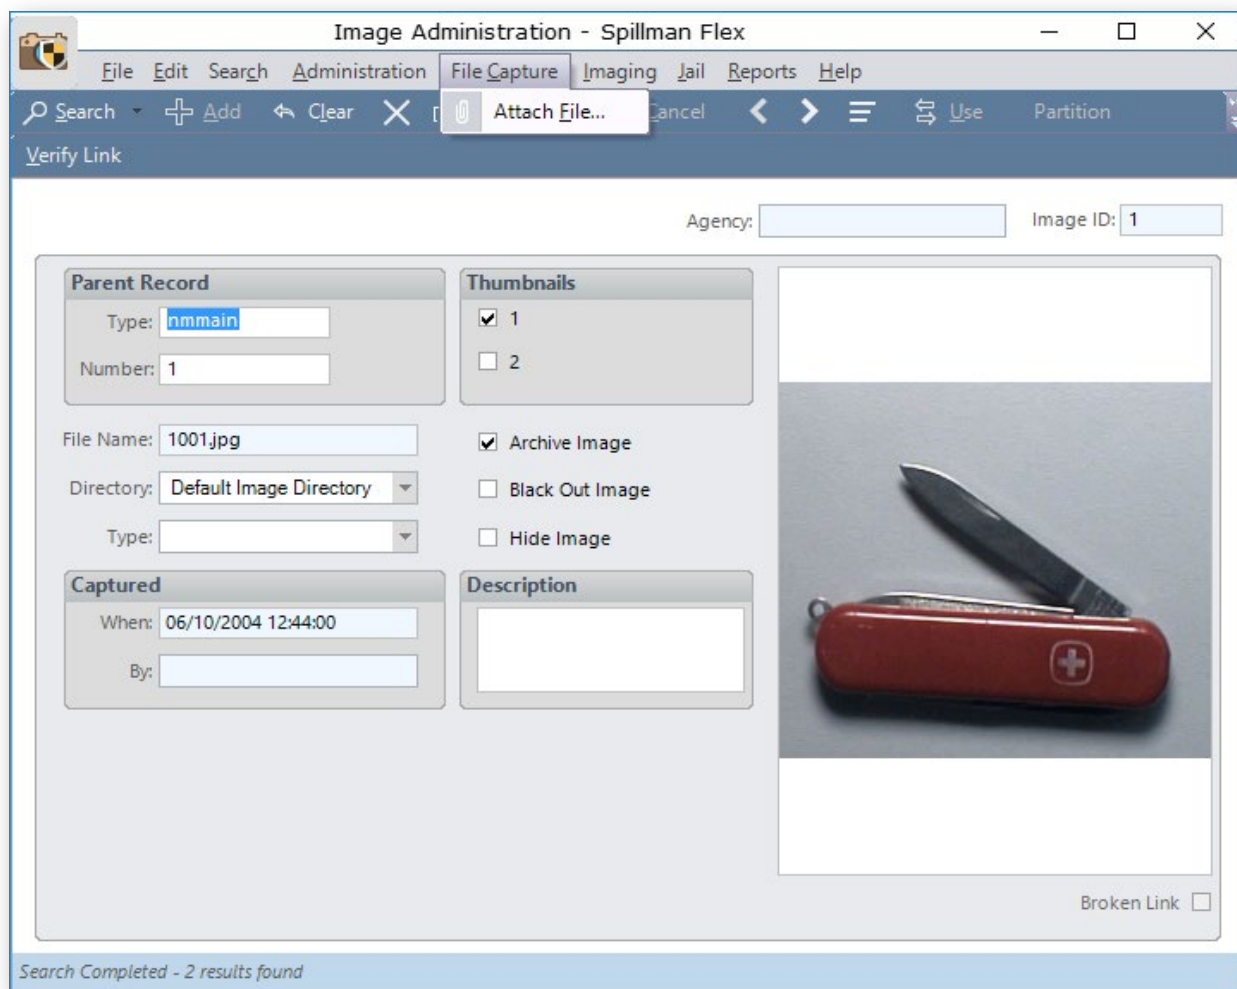 Image Administration - Spillman Flex
File Edit Search Administration File Capture Imaging Jail Reports Help
Search Add Clear Attach File... Cancel Use Partition
Verify Link
Agency: Image ID: 1
Parent Record
Type: nmmain
Number: 1
Thumbnails
1
2
File Name: 1001.jpg
Directory: Default Image Directory
Type:
Archive Image
Black Out Image
Hide Image
Captured
When: 06/10/2004 12:44:00
By:
Description
Broken Link
Search Completed - 2 results found